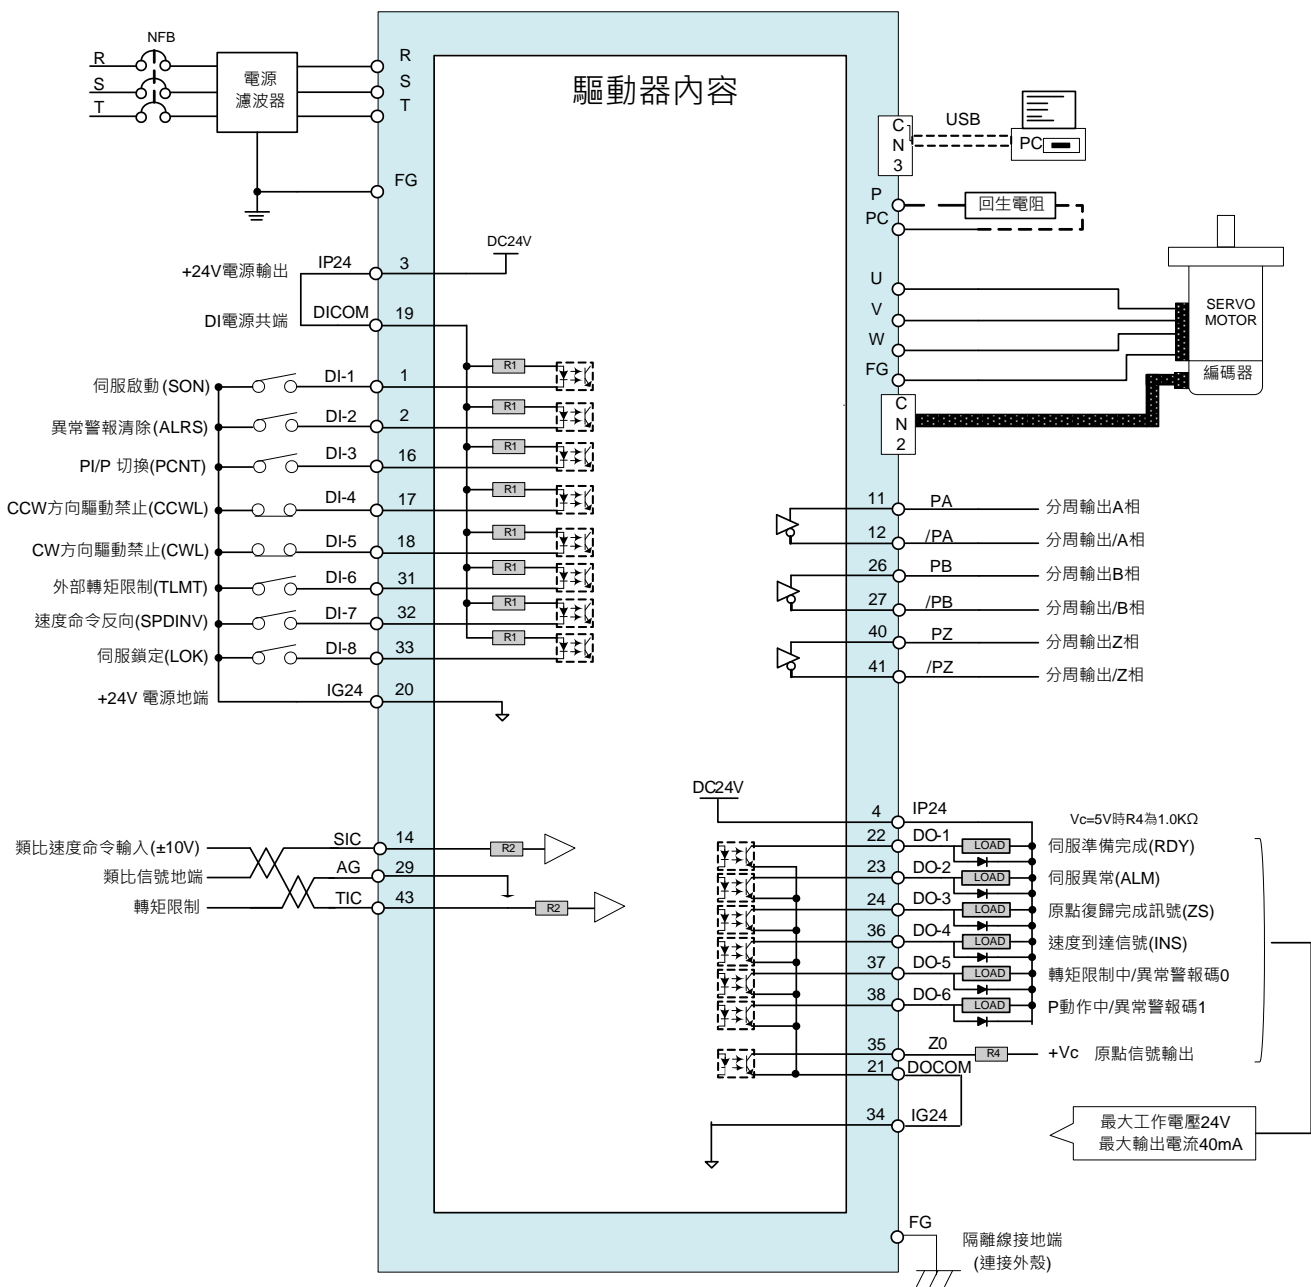 驅動器內容
NFB
R
S
T
電源
濾波器
R
S
T
FG
DC24V
+24V電源輸出
IP24
3
DI電源共端
DICOM
19
伺服啟動(SON)
DI-1
1
R1
異常警報清除(ALRS)
DI-2
2
R1
PI/P 切換(PCNT)
DI-3
16
R1
CCW方向驅動禁止(CCWL)
DI-4
17
R1
CW方向驅動禁止(CWL)
DI-5
18
R1
外部轉矩限制(TLMT)
DI-6
31
R1
速度命令反向(SPDINV)
DI-7
32
R1
伺服鎖定(LOK)
DI-8
33
R1
+24V 電源地端
IG24
20
類比速度命令輸入(±10V)
SIC
14
R2
類比信號地端
AG
29
轉矩限制
TIC
43
R2
CN3
USB
PC
P
PC
回生電阻
U
V
W
FG
SERVO
MOTOR
編碼器
CN2
11
PA
分周輸出A相
12
/PA
分周輸出/A相
26
PB
分周輸出B相
27
/PB
分周輸出/B相
40
PZ
分周輸出Z相
41
/PZ
分周輸出/Z相
DC24V
4
IP24
Vc=5V時R4為1.0KΩ
22
DO-1
LOAD
伺服準備完成(RDY)
23
DO-2
LOAD
伺服異常(ALM)
24
DO-3
LOAD
原點復歸完成訊號(ZS)
36
DO-4
LOAD
速度到達信號(INS)
37
DO-5
LOAD
轉矩限制中/異常警報碼0
38
DO-6
LOAD
P動作中/異常警報碼1
35
Z0
R4
+Vc 原點信號輸出
21
DOCOM
34
IG24
最大工作電壓24V
最大輸出電流40mA
FG
隔離線接地端
(連接外殼)